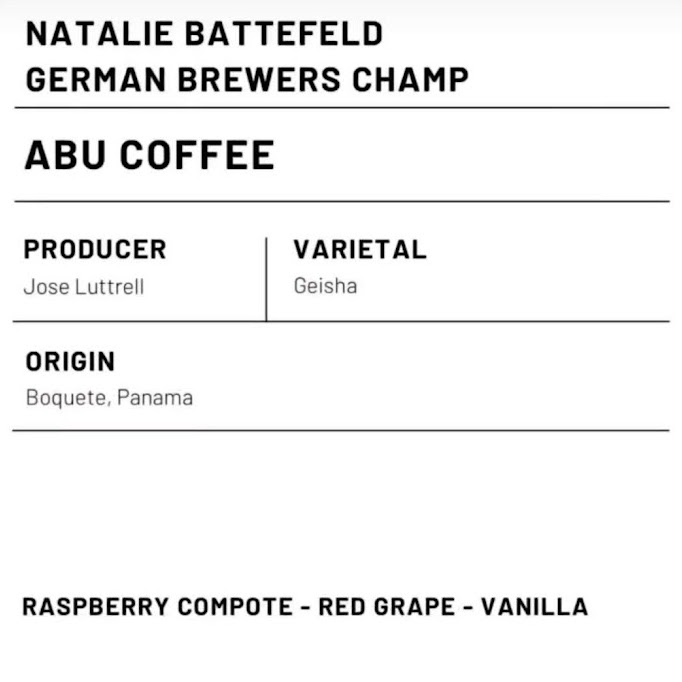 NATALIE BATTEFELD
GERMAN BREWERS CHAMP
ABU COFFEE
PRODUCER
Jose Luttrell
VARIETAL
Geisha
ORIGIN
Boquete, Panama
RASPBERRY COMPOTE - RED GRAPE - VANILLA